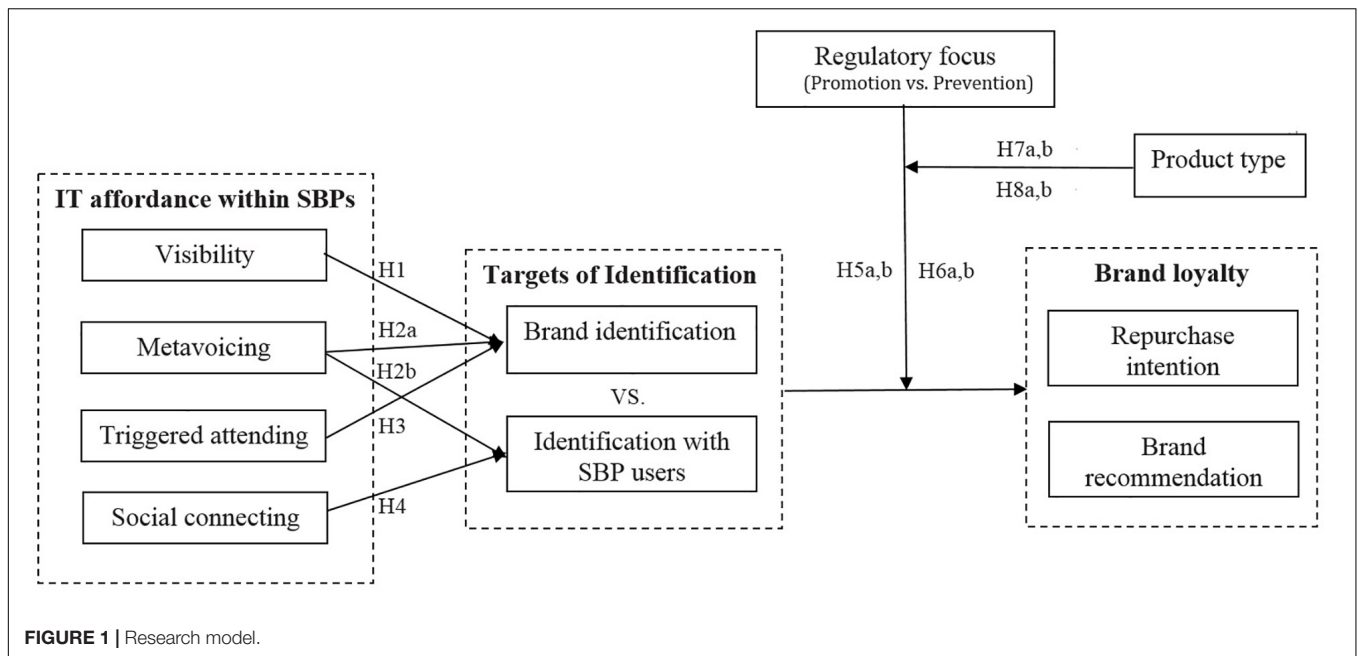 Regulatory focus
(Promotion vs. Prevention)
H7a,b
Product type
H8a,b
IT affordance within SBPs
Visibility
H1
Metavoicing
H2a
H2b
Triggered attending
H3
Social connecting
H4
Targets of Identification
Brand identification
VS.
Identification with
SBP users
H5a,b
H6a,b
Brand loyalty
Repurchase
intention
Brand
recommendation
FIGURE 1 | Research model.